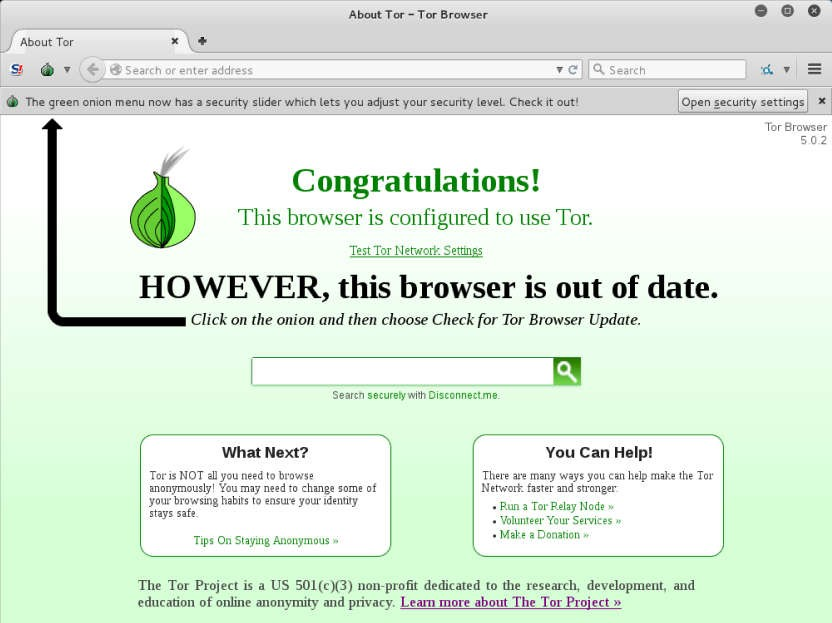 About Tor – Tor Browser
About Tor
Search or enter address
Search
The green onion menu now has a security slider which lets you adjust your security level. Check it out!
Open security settings
Tor Browser
5.0.2
Congratulations!
This browser is configured to use Tor.
Test Tor Network Settings
HOWEVER, this browser is out of date.
Click on the onion and then choose Check for Tor Browser Update.
Search securely with Disconnect.me.
What Next?
Tor is NOT all you need to browse
anonymously! You may need to change some of
your browsing habits to ensure your identity
stays safe.
Tips On Staying Anonymous »
You Can Help!
There are many ways you can help make the Tor
Network faster and stronger:
• Run a Tor Relay Node »
• Volunteer Your Services »
• Make a Donation »
The Tor Project is a US 501(c)(3) non-profit dedicated to the research, development, and
education of online anonymity and privacy. Learn more about The Tor Project »